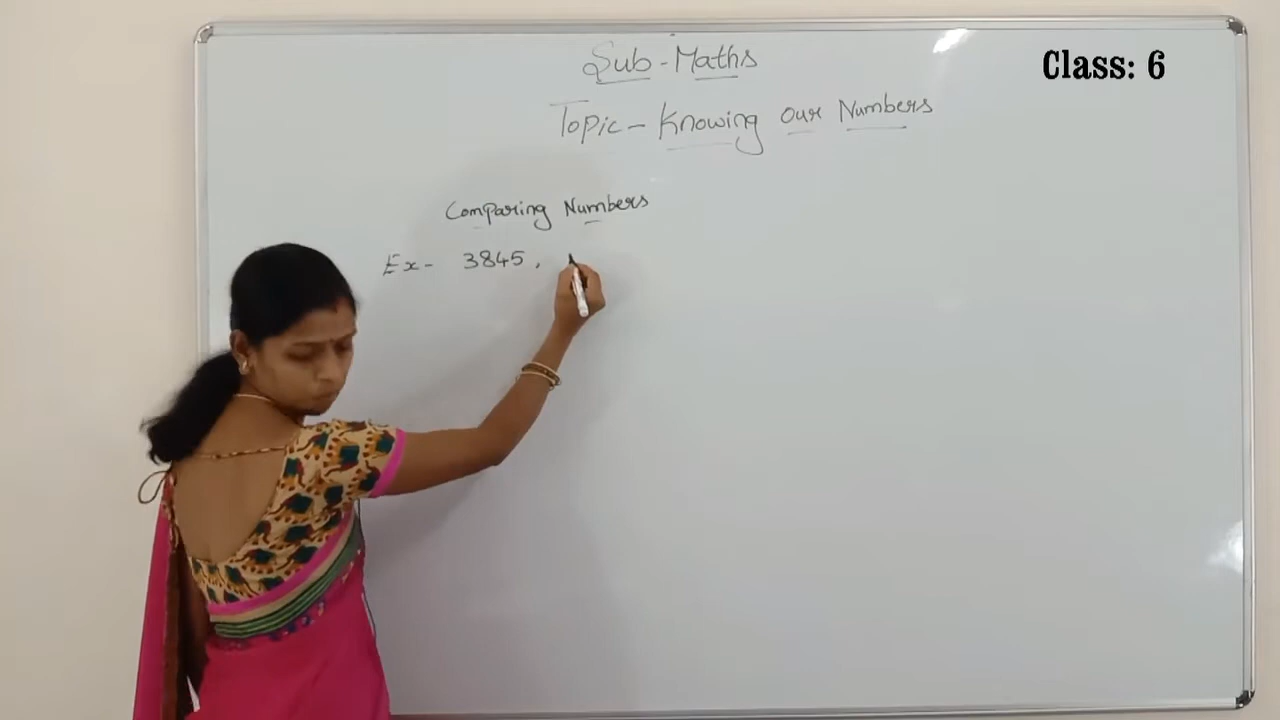 Sub - Maths
Class: 6
Topic - Knowing Our Numbers
Comparing Numbers
Ex - 3845,